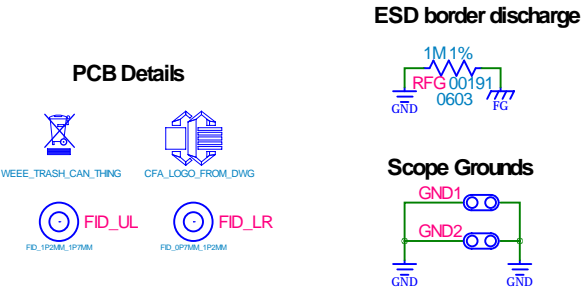 ESD border discharge
1M 1%
RFG 00191
0603
GND
FG
PCB Details
WEEE_TRASH_CAN_THING
CFA_LOGO_FROM_DWG
FID_UL
FID_1P2MM_1P7MM
FID_LR
FID_0P7MM_1P2MM
Scope Grounds
GND1
GND2
GND
GND